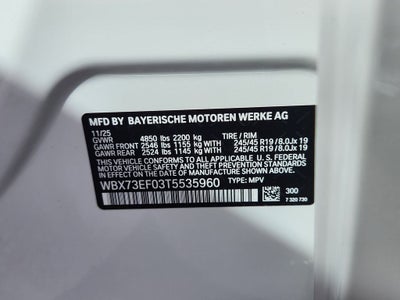 MFD BY BAYERISCHE MOTOREN WERKE AG
11/25
GVWR 4850 lbs 2200 kg TIRE / RIM
GAWR FRONT 2546 lbs 1155 kg 245/45 R19 / 8.0Jx 19
GAWR REAR 2524 lbs 1145 kg 245/45 R19 / 8.0Jx 19
THIS VEHICLE CONFORMS TO ALL APPLICABLE U.S. FEDERAL
MOTOR VEHICLE SAFETY, BUMPER, AND THEFT PREVENTION STANDARDS
IN EFFECT ON THE DATE OF MANUFACTURE SHOWN ABOVE.
WBX73EF03T5535960 TYPE: MPV
300
7 320 730